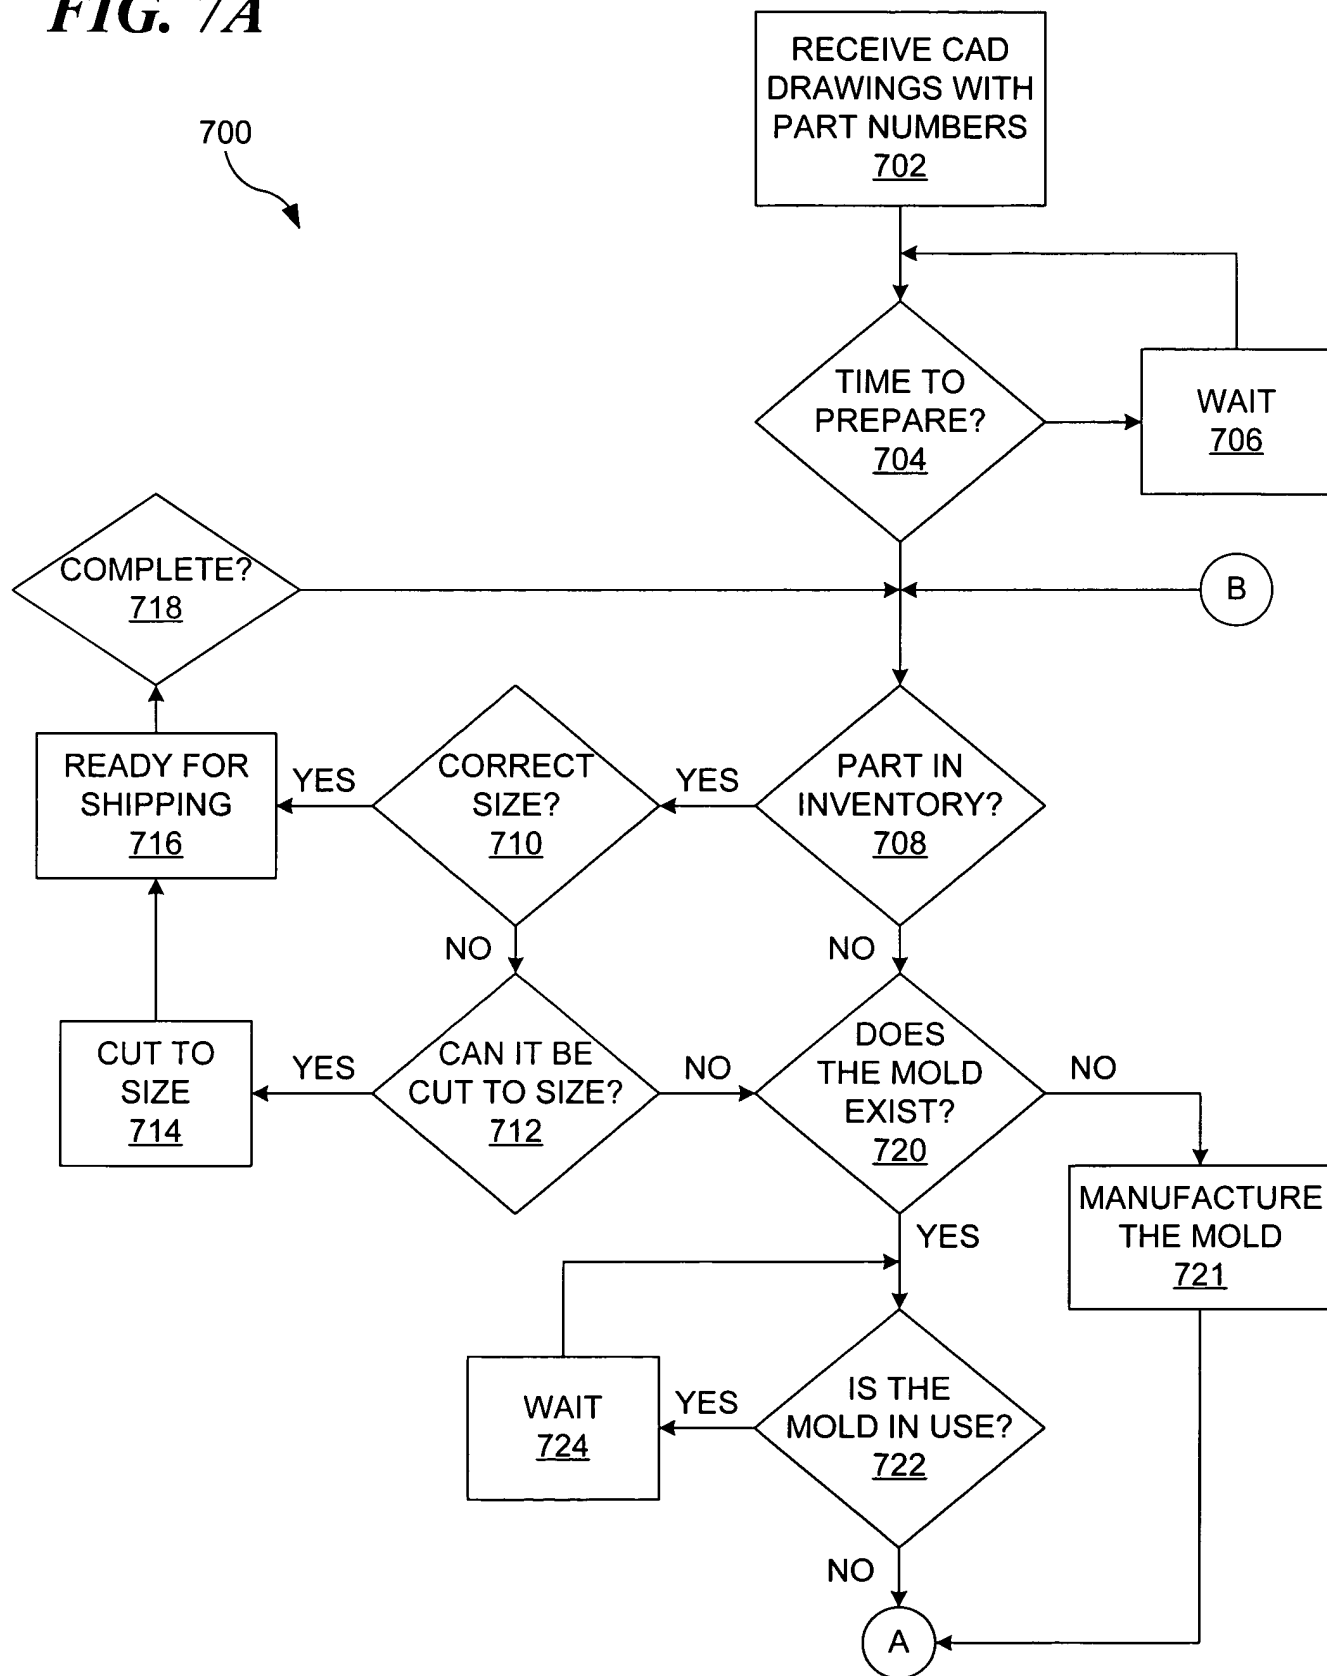 FIG. 7A
700
RECEIVE CAD
DRAWINGS WITH
PART NUMBERS
702
TIME TO
PREPARE?
704
WAIT
706
COMPLETE?
718
B
READY FOR
SHIPPING
716
YES
CORRECT
SIZE?
710
YES
PART IN
INVENTORY?
708
NO
NO
CUT TO
SIZE
714
YES
CAN IT BE
CUT TO SIZE?
712
NO
DOES
THE MOLD
EXIST?
720
NO
MANUFACTURE
THE MOLD
721
YES
WAIT
724
YES
IS THE
MOLD IN USE?
722
NO
A